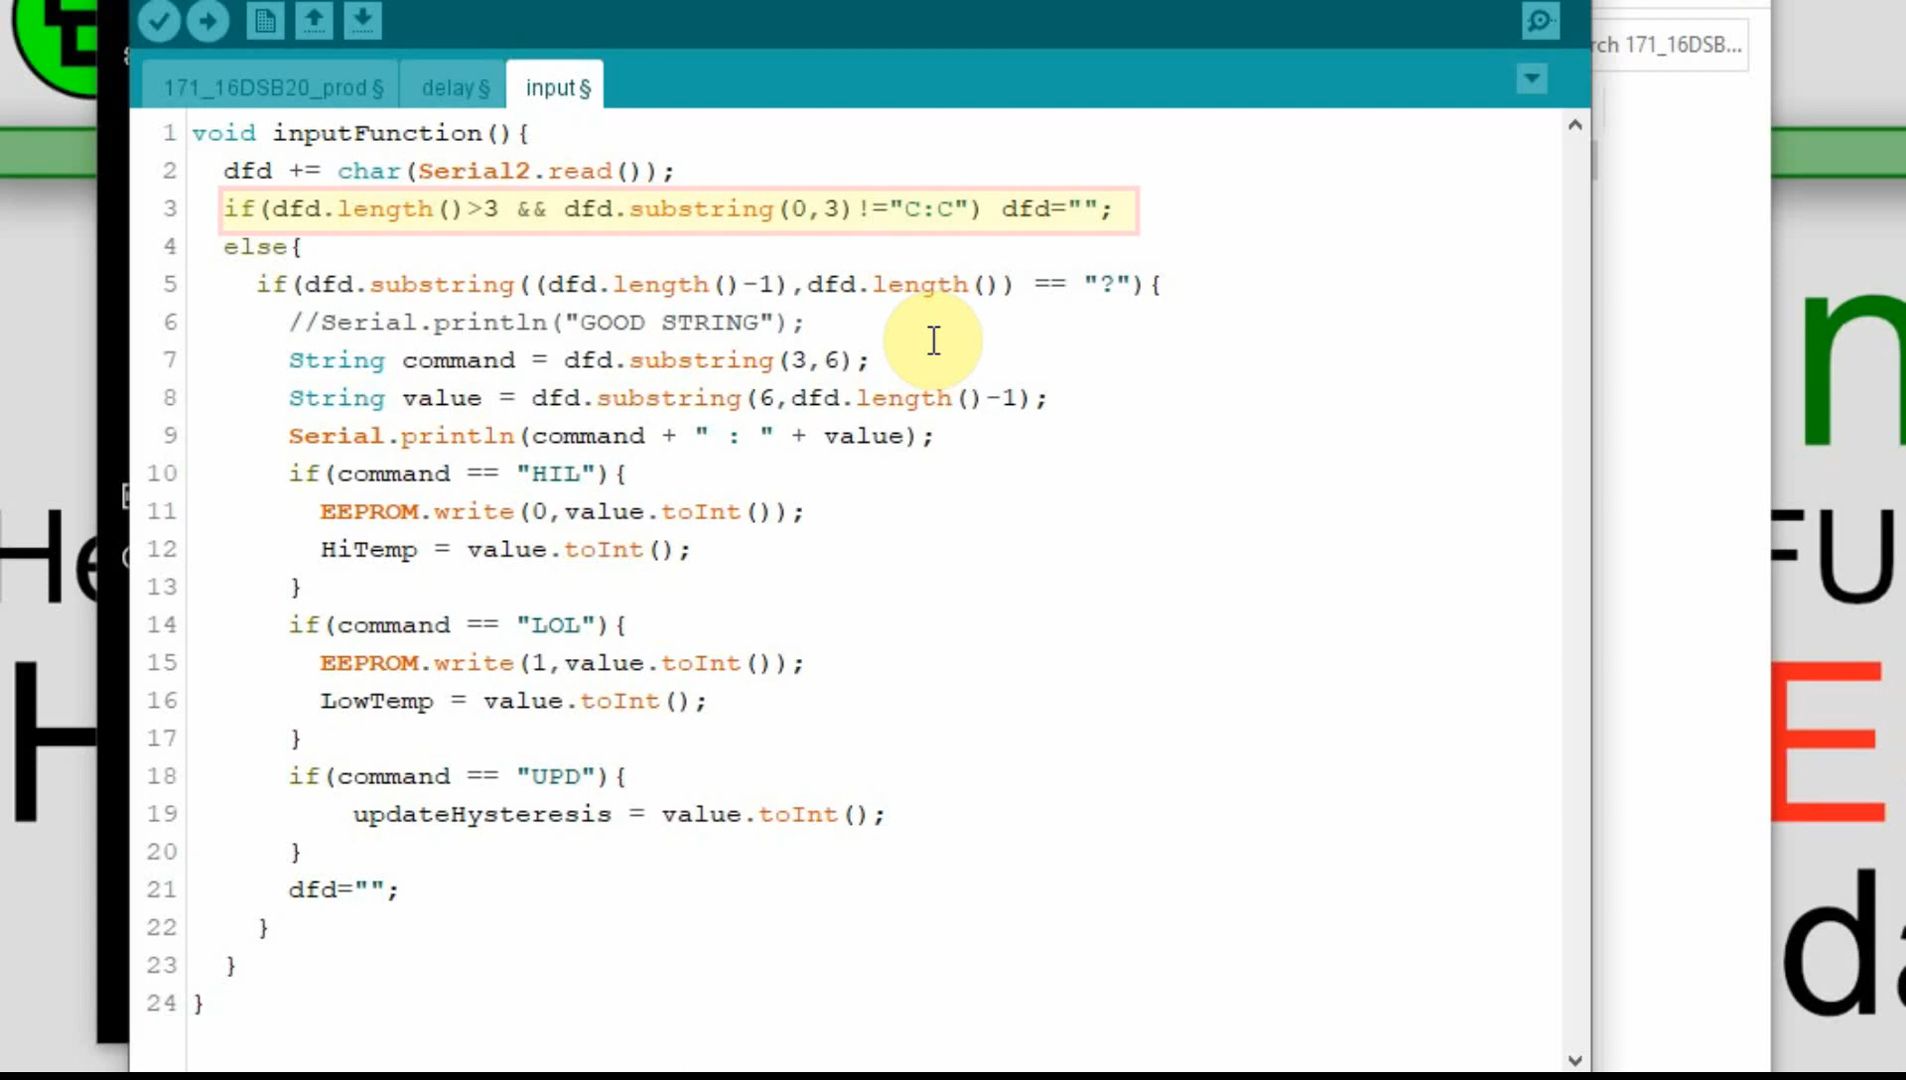 rch 171_16DSB...
171_16DSB20_prod §
delay §
input §
1 void inputFunction(){
2 dfd += char(Serial2.read());
3 if(dfd.length()>3 && dfd.substring(0,3)!="C:C") dfd="";
4 else{
5 if(dfd.substring((dfd.length()-1),dfd.length()) == "?"){
6 //Serial.println("GOOD STRING");
7 String command = dfd.substring(3,6);
8 String value = dfd.substring(6,dfd.length()-1);
9 Serial.println(command + " : " + value);
10 if(command == "HIL"){
11 EEPROM.write(0,value.toInt());
12 HiTemp = value.toInt();
13 }
14 if(command == "LOL"){
15 EEPROM.write(1,value.toInt());
16 LowTemp = value.toInt();
17 }
18 if(command == "UPD"){
19 updateHysteresis = value.toInt();
20 }
21 dfd="";
22 }
23 }
24 }
n
He
FU
H
E
da